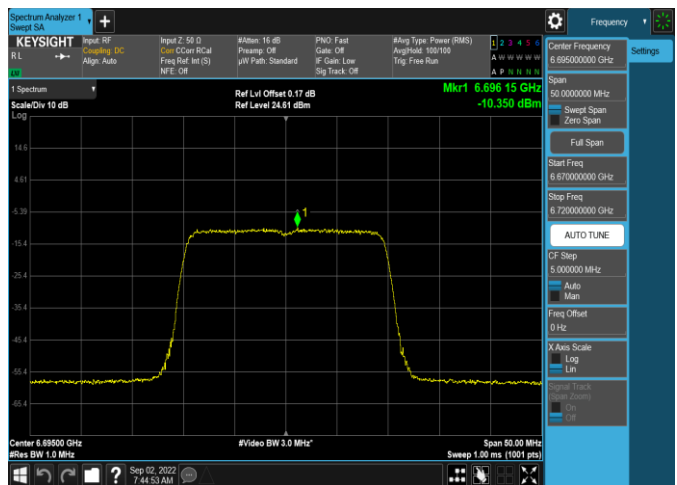 Spectrum Analyzer 1
Swept SA
+
Frequency
KEYSIGHT
R L
LU
Input: RF
Coupling: DC
Align: Auto
Input Z: 50 Ω
Corr CCorr RCal
Freq Ref: Int (S)
NFE: Off
#Atten: 16 dB
Preamp: Off
µW Path: Standard
PNO: Fast
Gate: Off
IF Gain: Low
Sig Track: Off
#Avg Type: Power (RMS)
Avg|Hold: 100/100
Trig: Free Run
1 2 3 4 5 6
A W W W W W
A P N N N N
1 Spectrum
Scale/Div 10 dB
Log
Ref Lvl Offset 0.17 dB
Ref Level 24.61 dBm
Mkr1 6.696 15 GHz
-10.350 dBm
14.6
4.61
-5.39
-15.4
-25.4
-35.4
-45.4
-55.4
-65.4
1
Center 6.69500 GHz
#Res BW 1.0 MHz
#Video BW 3.0 MHz*
Span 50.00 MHz
Sweep 1.00 ms (1001 pts)
Center Frequency
6.695000000 GHz
Settings
Span
50.0000000 MHz
Swept Span
Zero Span
Full Span
Start Freq
6.670000000 GHz
Stop Freq
6.720000000 GHz
AUTO TUNE
CF Step
5.000000 MHz
Auto
Man
Freq Offset
0 Hz
X Axis Scale
Log
Lin
Signal Track
(Span Zoom)
On
Off
?
Sep 02, 2022
7:44:53 AM